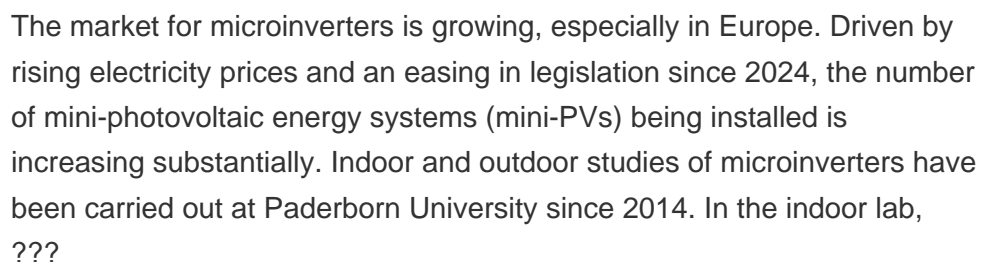 The market for microinverters is growing, especially in Europe. Driven by
rising electricity prices and an easing in legislation since 2024, the number
of mini-photovoltaic energy systems (mini-PVs) being installed is
increasing substantially. Indoor and outdoor studies of microinverters have
been carried out at Paderborn University since 2014. In the indoor lab,
???